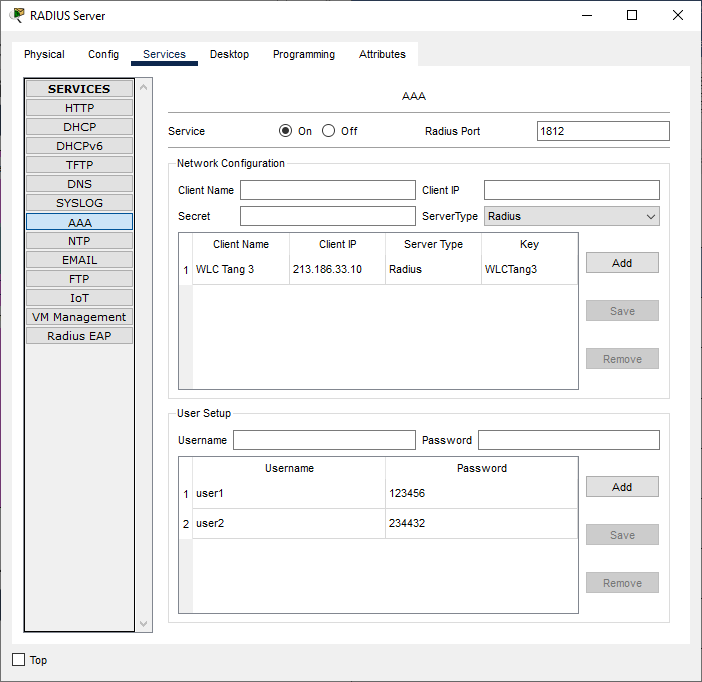 RADIUS Server
Physical Config Services Desktop Programming Attributes
SERVICES
HTTP
DHCP
DHCPv6
TFTP
DNS
SYSLOG
AAA
NTP
EMAIL
FTP
IoT
VM Management
Radius EAP
AAA
Service On Off Radius Port 1812
Network Configuration
Client Name Client IP
Secret ServerType Radius
Client Name Client IP Server Type Key
1 WLC Tang 3 213.186.33.10 Radius WLCTang3
Add
Save
Remove
User Setup
Username Password
Username Password
1 user1 123456
2 user2 234432
Add
Save
Remove
Top